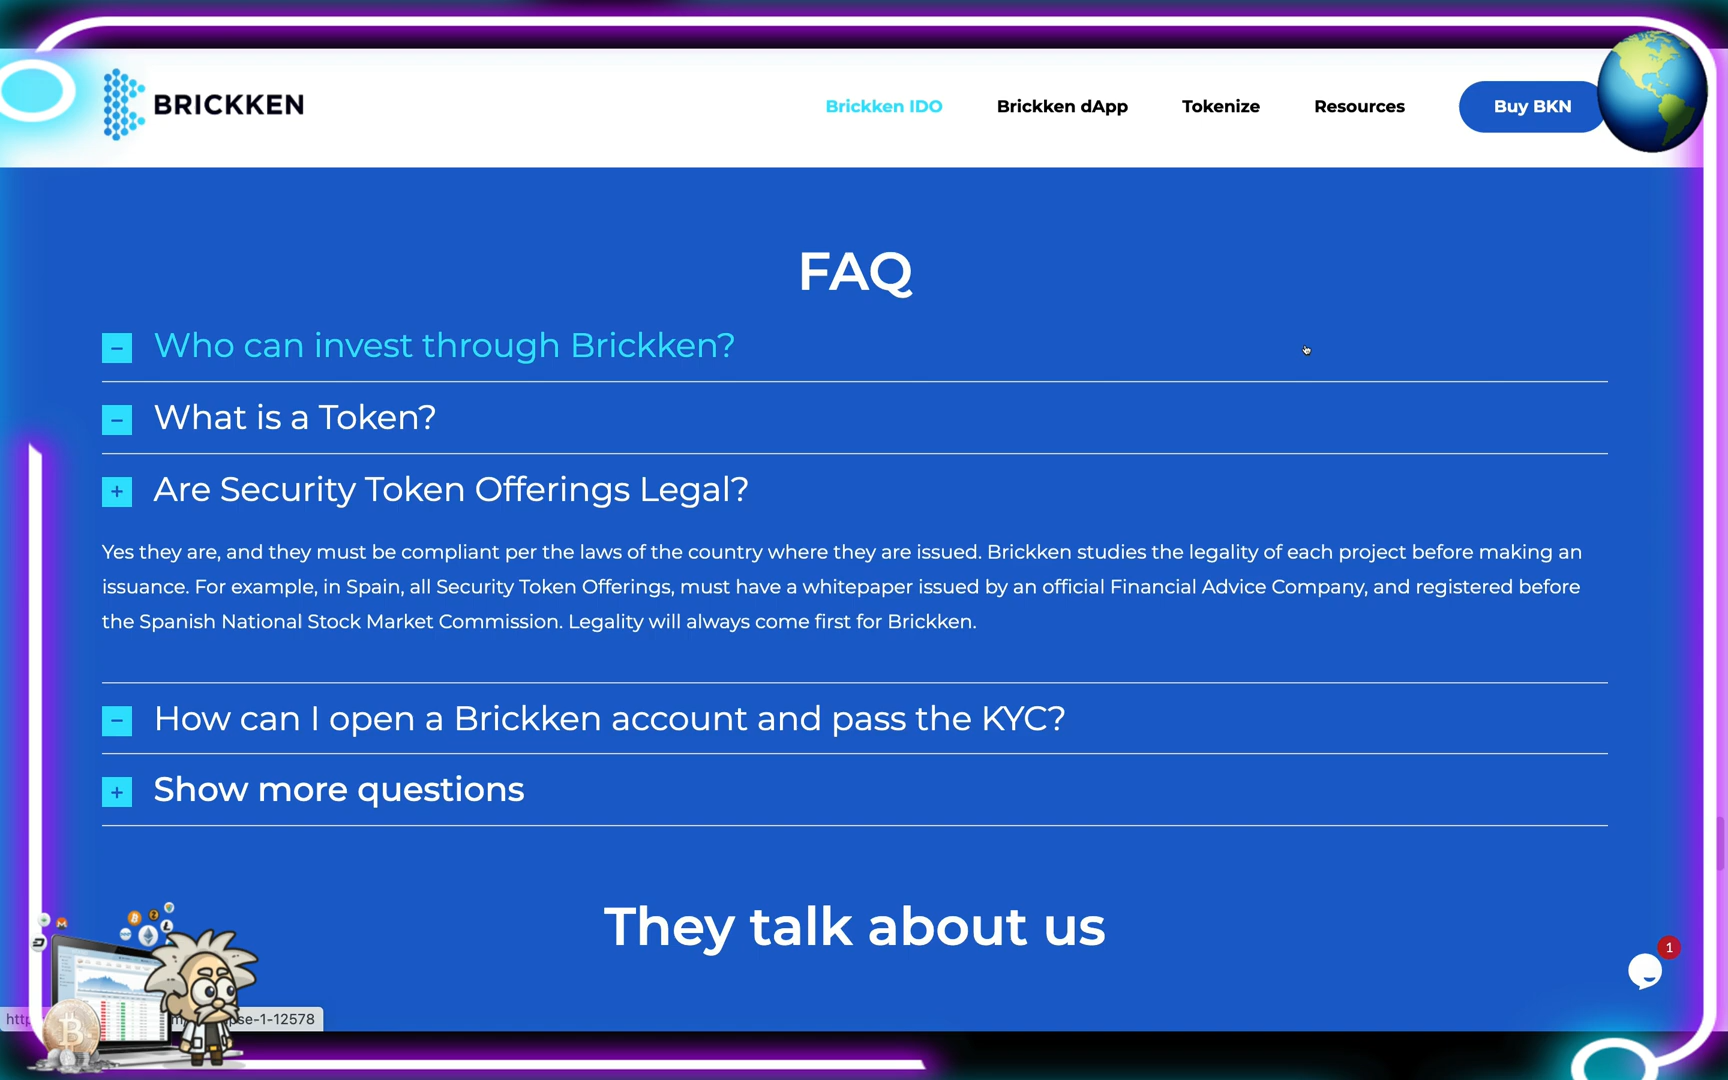 BRICKKEN
Brickken IDO
Brickken dApp
Tokenize
Resources
Buy BKN
FAQ
Who can invest through Brickken?
What is a Token?
Are Security Token Offerings Legal?
Yes they are, and they must be compliant per the laws of the country where they are issued. Brickken studies the legality of each project before making an
issuance. For example, in Spain, all Security Token Offerings, must have a whitepaper issued by an official Financial Advice Company, and registered before
the Spanish National Stock Market Commission. Legality will always come first for Brickken.
How can I open a Brickken account and pass the KYC?
Show more questions
They talk about us
1
se-1-12578